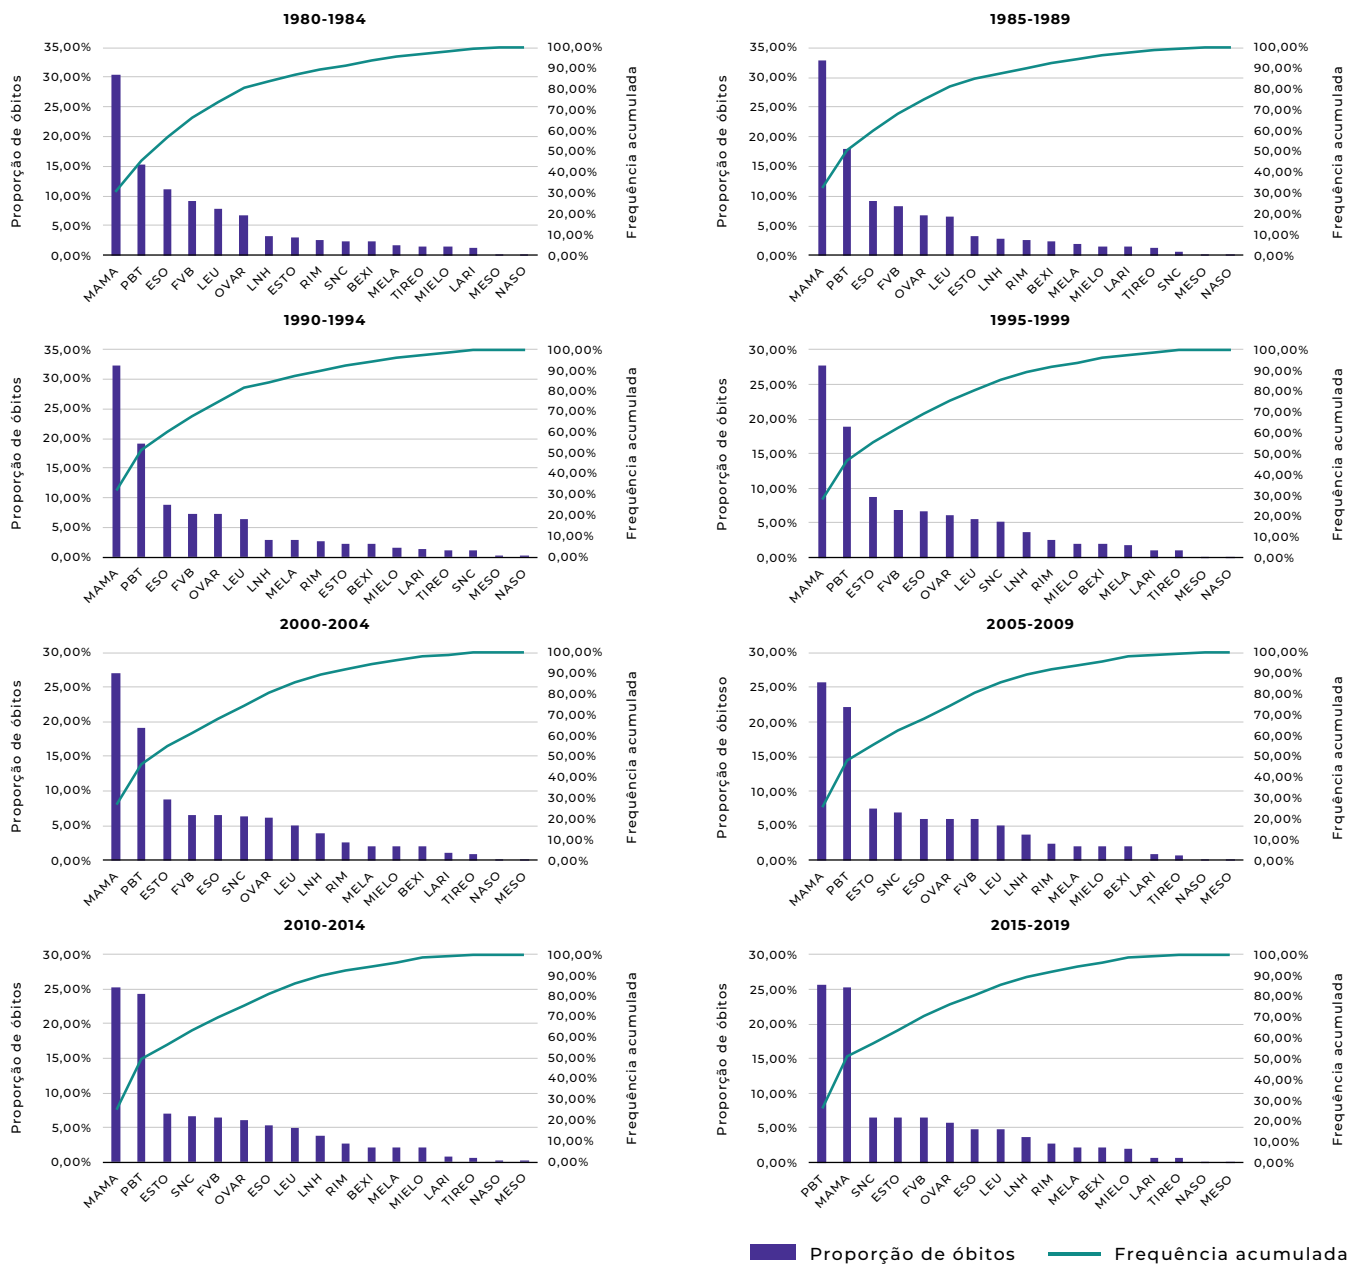 1980-1984
Proporção de óbitos
35,00%
30,00%
25,00%
20,00%
15,00%
10,00%
5,00%
0,00%
100,00%
90,00%
80,00%
70,00%
60,00%
50,00%
40,00%
30,00%
20,00%
10,00%
0,00%
Frequência acumulada
MAMA
PBT
ESO
FVB
LEU
OVAR
LNH
ESTO
RIM
SNC
BEXI
MELA
TIREO
MIELO
LARI
MESO
NASO
1985-1989
Proporção de óbitos
35,00%
30,00%
25,00%
20,00%
15,00%
10,00%
5,00%
0,00%
100,00%
90,00%
80,00%
70,00%
60,00%
50,00%
40,00%
30,00%
20,00%
10,00%
0,00%
Frequência acumulada
MAMA
PBT
ESO
FVB
OVAR
LEU
ESTO
LNH
RIM
BEXI
MELA
MIELO
LARI
TIREO
SNC
MESO
NASO
1990-1994
Proporção de óbitos
35,00%
30,00%
25,00%
20,00%
15,00%
10,00%
5,00%
0,00%
100,00%
90,00%
80,00%
70,00%
60,00%
50,00%
40,00%
30,00%
20,00%
10,00%
0,00%
Frequência acumulada
MAMA
PBT
ESO
FVB
OVAR
LEU
LNH
MELA
RIM
ESTO
BEXI
MIELO
LARI
TIREO
SNC
MESO
NASO
1995-1999
Proporção de óbitos
30,00%
25,00%
20,00%
15,00%
10,00%
5,00%
0,00%
100,00%
90,00%
80,00%
70,00%
60,00%
50,00%
40,00%
30,00%
20,00%
10,00%
0,00%
Frequência acumulada
MAMA
PBT
ESTO
FVB
ESO
OVAR
LEU
SNC
LNH
RIM
MIELO
BEXI
MELA
LARI
TIREO
MESO
NASO
2000-2004
Proporção de óbitos
30,00%
25,00%
20,00%
15,00%
10,00%
5,00%
0,00%
100,00%
90,00%
80,00%
70,00%
60,00%
50,00%
40,00%
30,00%
20,00%
10,00%
0,00%
Frequência acumulada
MAMA
PBT
ESTO
FVB
ESO
SNC
OVAR
LEU
LNH
RIM
MELA
MIELO
BEXI
LARI
TIREO
NASO
MESO
2005-2009
Proporção de óbitoso
30,00%
25,00%
20,00%
15,00%
10,00%
5,00%
0,00%
100,00%
90,00%
80,00%
70,00%
60,00%
50,00%
40,00%
30,00%
20,00%
10,00%
0,00%
Frquência acumulada
MAMA
PBT
ESTO
SNC
ESO
OVAR
FVB
LEU
LNH
RIM
MELA
MIELO
BEXI
LARI
TIREO
NASO
MESO
2010-2014
Proporção de óbitos
30,00%
25,00%
20,00%
15,00%
10,00%
5,00%
0,00%
100,00%
90,00%
80,00%
70,00%
60,00%
50,00%
40,00%
30,00%
20,00%
10,00%
0,00%
Frequência acumulada
MAMA
PBT
ESTO
SNC
FVB
OVAR
ESO
LEU
LNH
RIM
BEXI
MELA
MIELO
LARI
TIREO
NASO
MESO
2015-2019
Proporção de óbitos
30,00%
25,00%
20,00%
15,00%
10,00%
5,00%
0,00%
100,00%
90,00%
80,00%
70,00%
60,00%
50,00%
40,00%
30,00%
20,00%
10,00%
0,00%
Frequência acumulada
PBT
MAMA
SNC
ESTO
FVB
OVAR
ESO
LEU
LNH
RIM
MELA
BEXI
MIELO
LARI
TIREO
NASO
MESO
Proporção de óbitos
Frequência acumulada